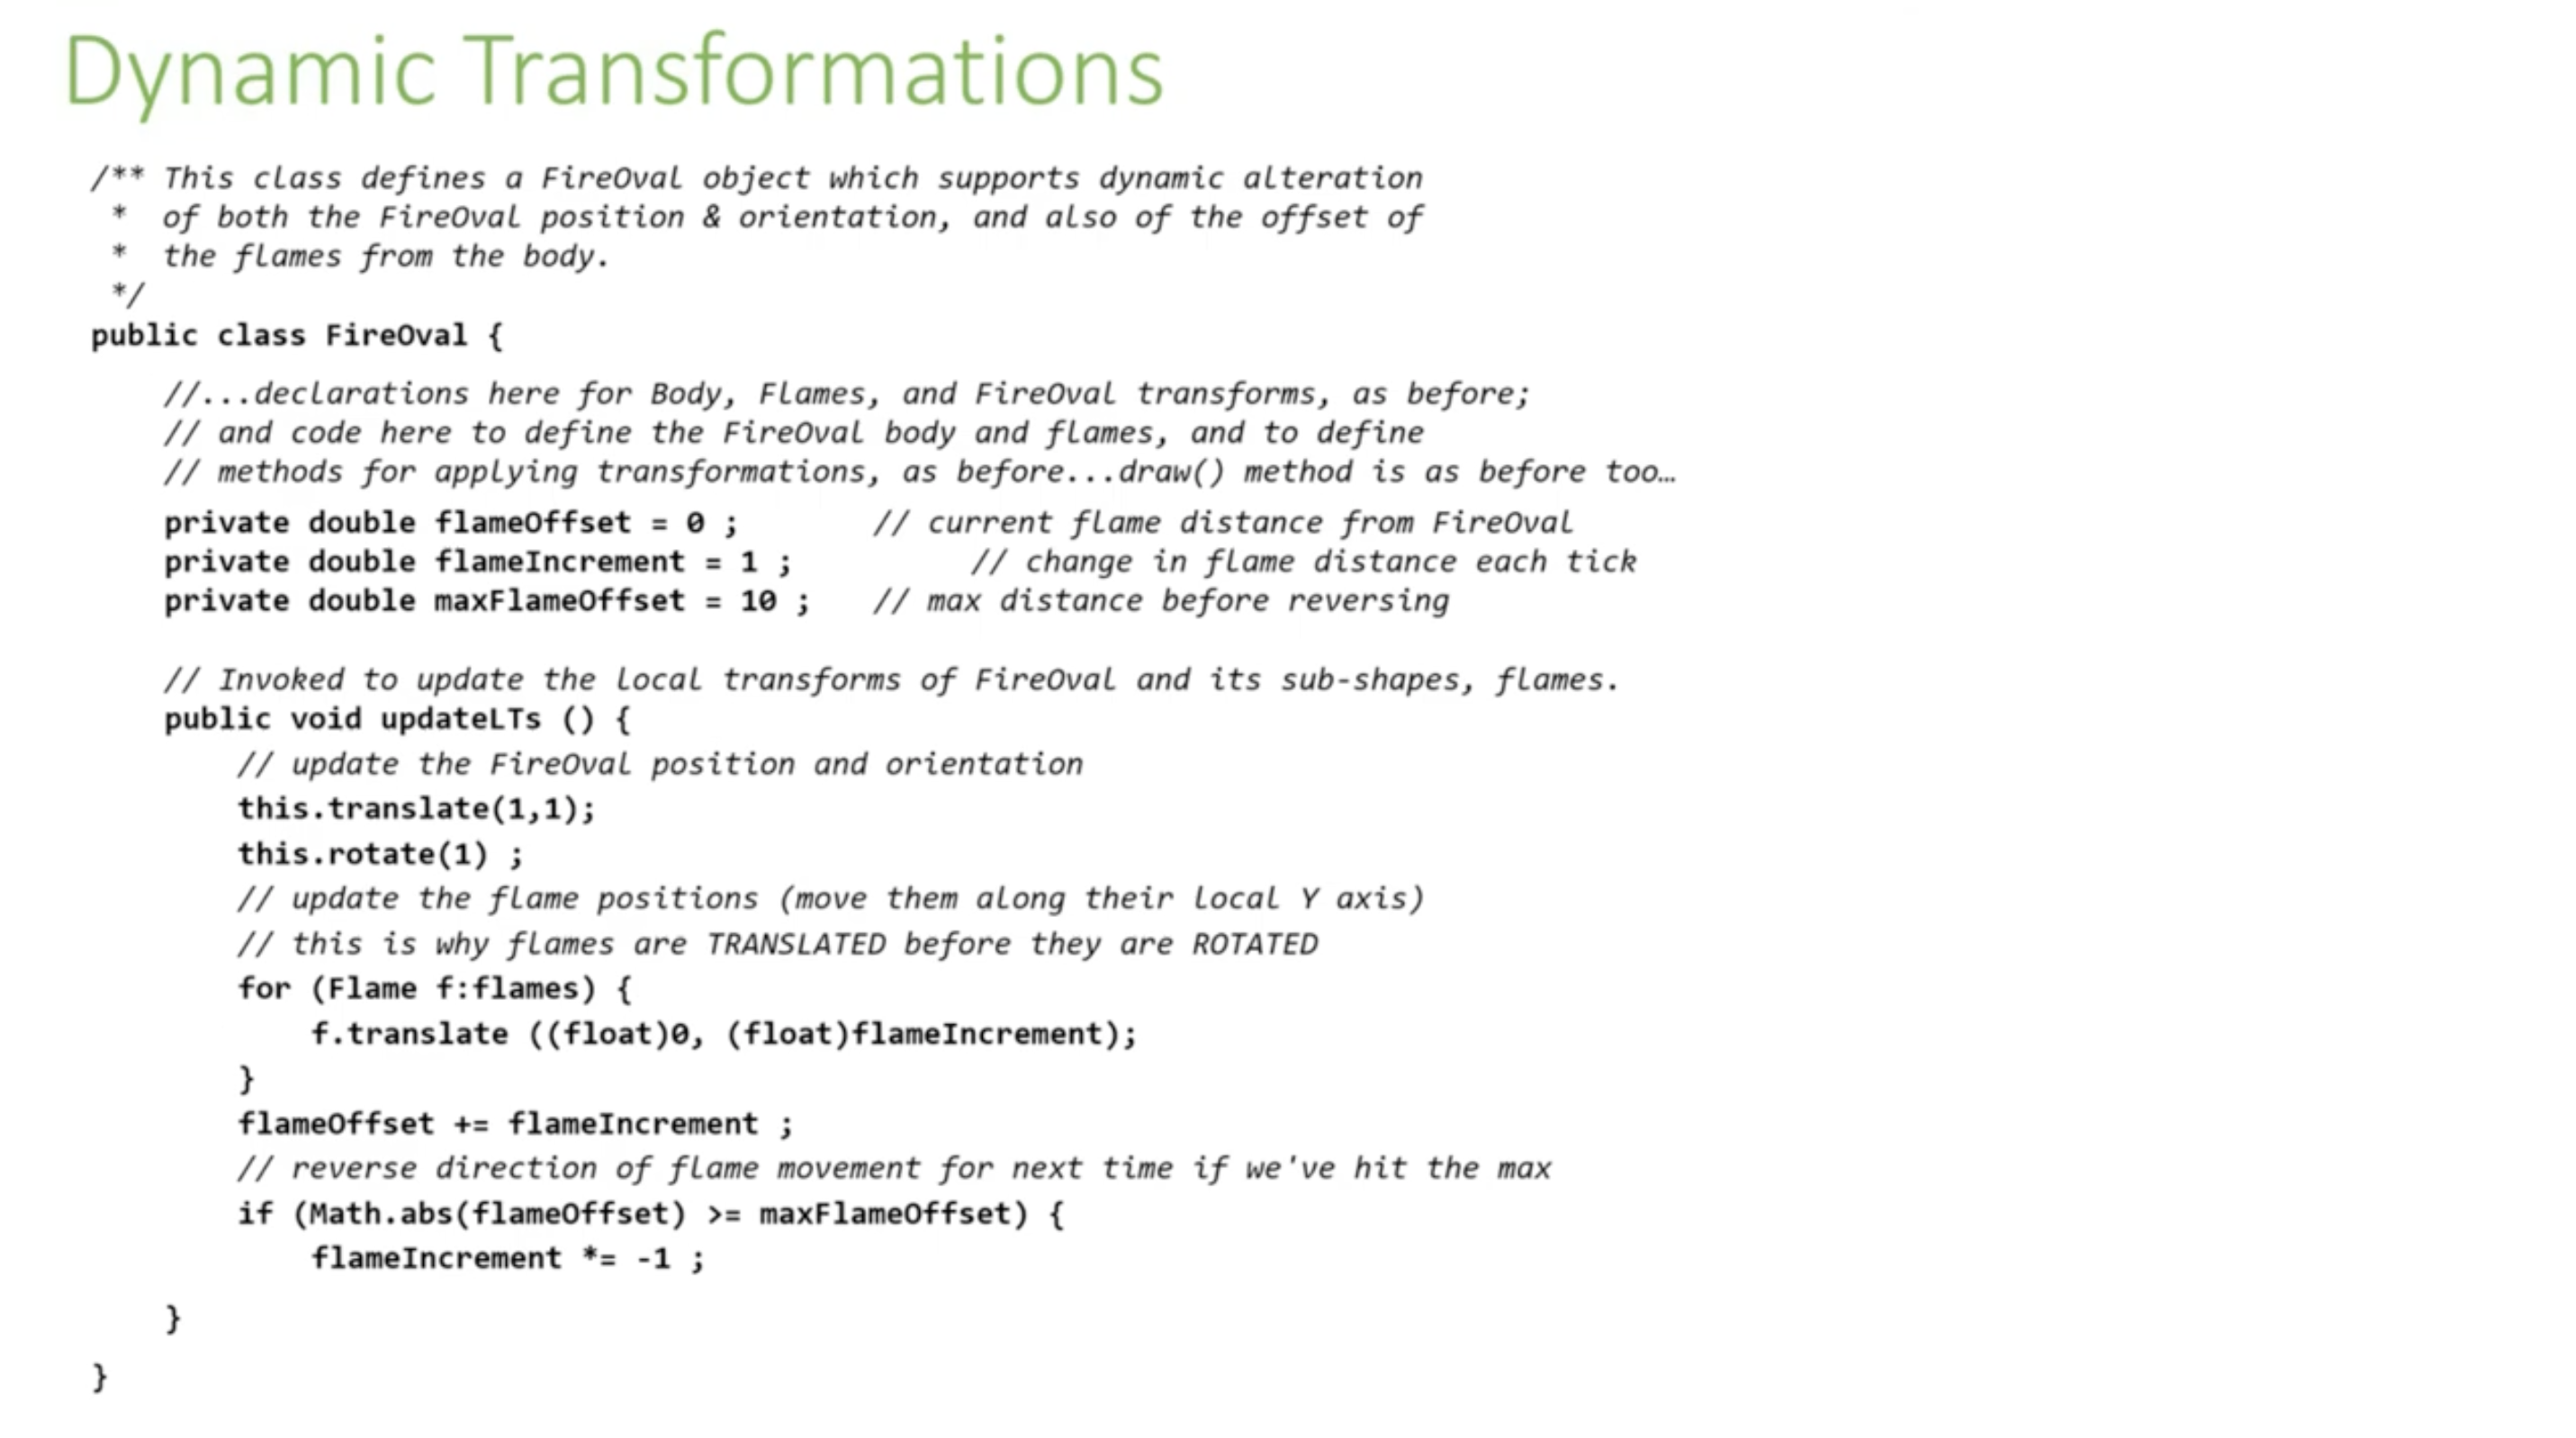 Dynamic Transformations
/** This class defines a FireOval object which supports dynamic alteration
* of both the FireOval position & orientation, and also of the offset of
* the flames from the body.
*/
public class FireOval {
//...declarations here for Body, Flames, and FireOval transforms, as before;
// and code here to define the FireOval body and flames, and to define
// methods for applying transformations, as before...draw() method is as before too…
private double flameOffset = 0 ; // current flame distance from FireOval
private double flameIncrement = 1 ; // change in flame distance each tick
private double maxFlameOffset = 10 ; // max distance before reversing
// Invoked to update the local transforms of FireOval and its sub-shapes, flames.
public void updateLTs () {
// update the FireOval position and orientation
this.translate(1,1);
this.rotate(1) ;
// update the flame positions (move them along their local Y axis)
// this is why flames are TRANSLATED before they are ROTATED
for (Flame f:flames) {
f.translate ((float)0, (float)flameIncrement);
}
flameOffset += flameIncrement ;
// reverse direction of flame movement for next time if we've hit the max
if (Math.abs(flameOffset) >= maxFlameOffset) {
flameIncrement *= -1 ;
}
}